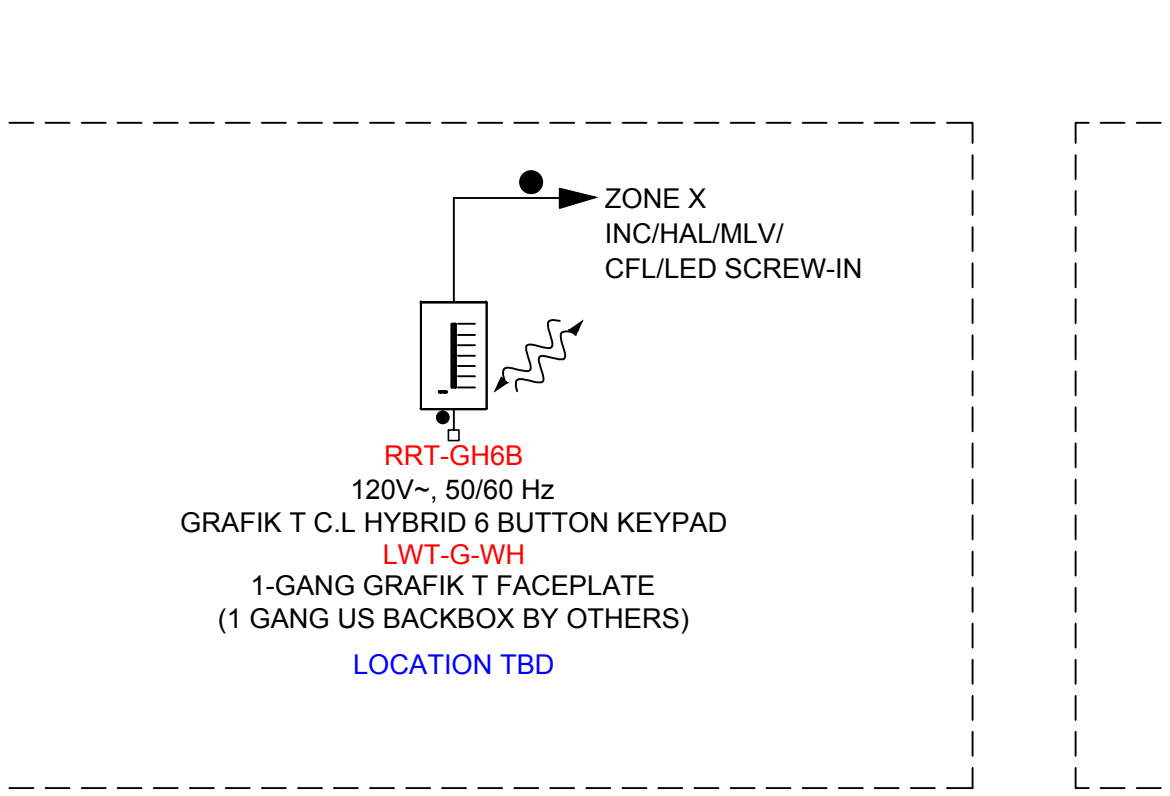 ZONE X
INC/HAL/MLV/
CFL/LED SCREW-IN
RRT-GH6B
120V~, 50/60 Hz
GRAFIK T C.L HYBRID 6 BUTTON KEYPAD
LWT-G-WH
1-GANG GRAFIK T FACEPLATE
(1 GANG US BACKBOX BY OTHERS)
LOCATION TBD